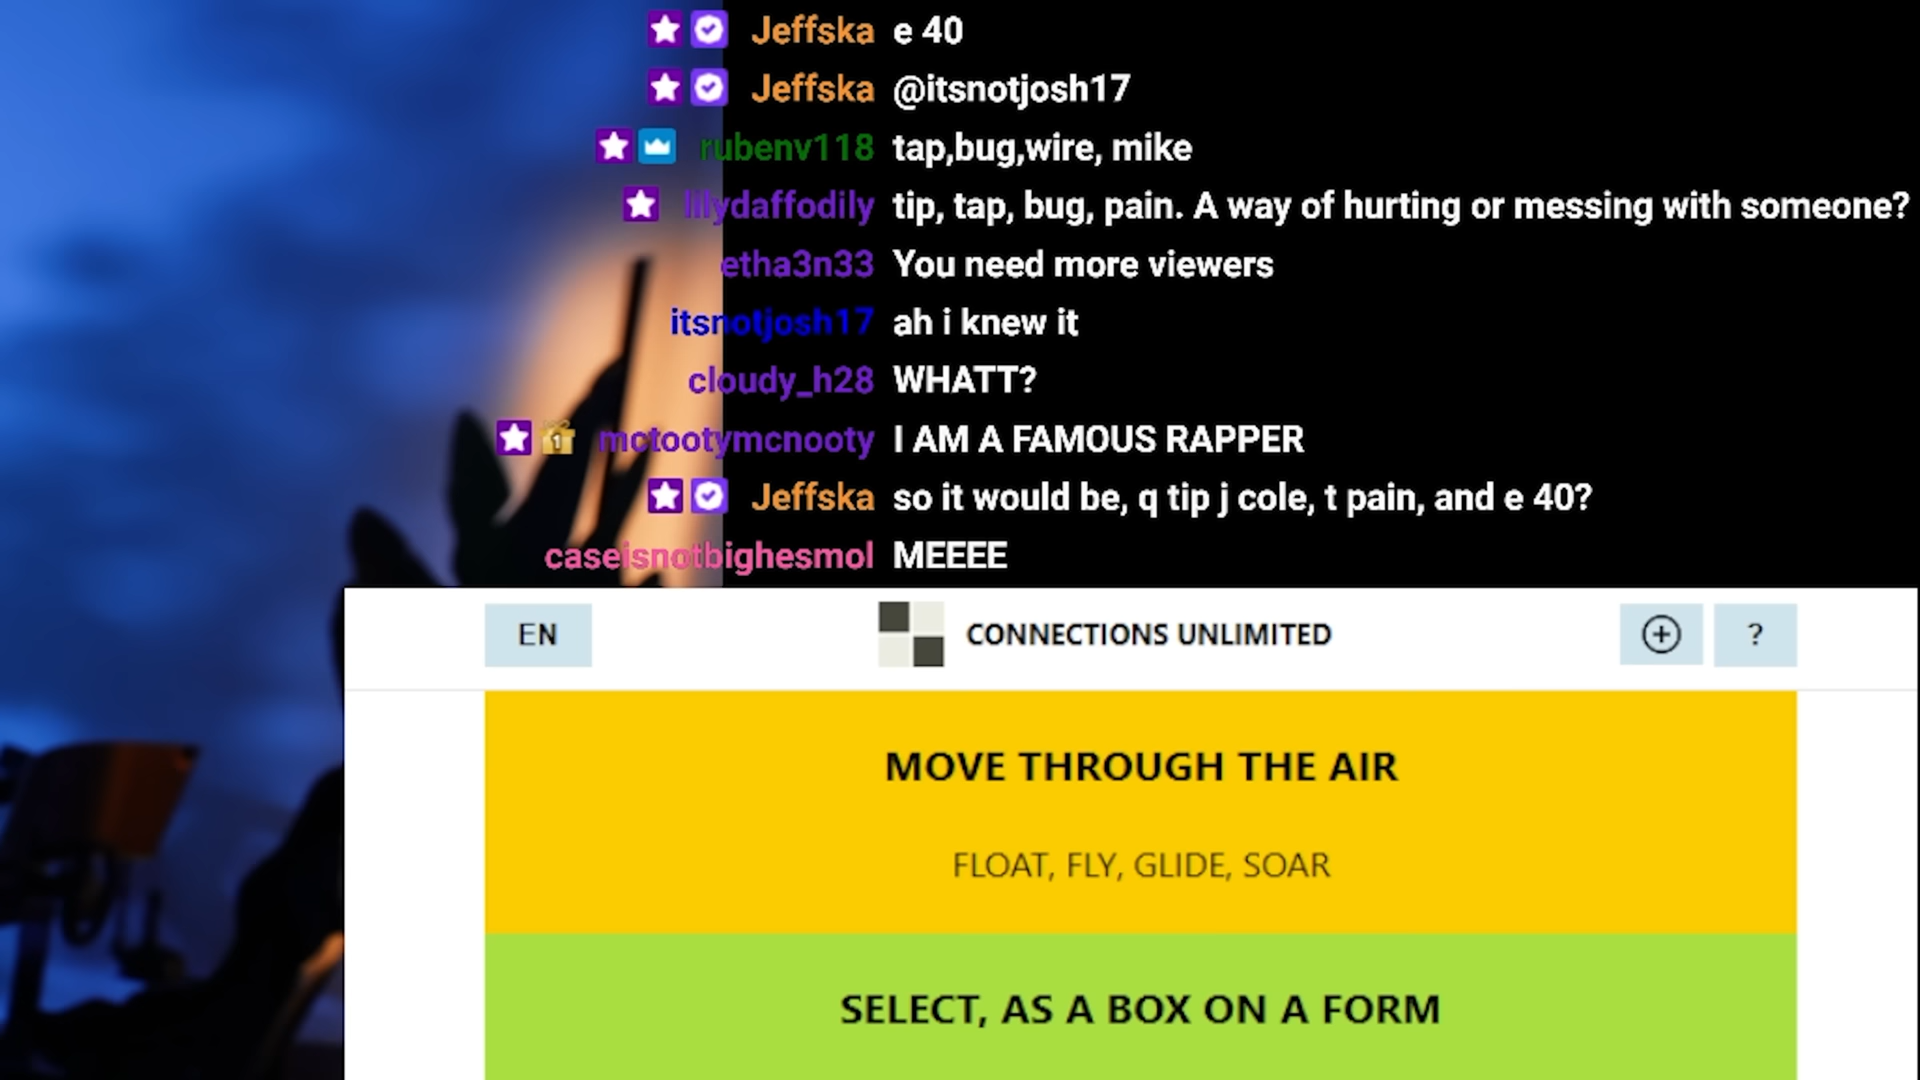 Jeffska e 40
Jeffska @itsnotjosh17
rubenv118 tap,bug,wire, mike
lilydaffodily tip, tap, bug, pain. A way of hurting or messing with someone?
etha3n33 You need more viewers
itsnotjosh17 ah i knew it
cloudy_h28 WHATT?
1 mctootymcnooty I AM A FAMOUS RAPPER
Jeffska so it would be, q tip j cole, t pain, and e 40?
caseisnotbighesmol MEEEE
EN CONNECTIONS UNLIMITED ?
MOVE THROUGH THE AIR
FLOAT, FLY, GLIDE, SOAR
SELECT, AS A BOX ON A FORM